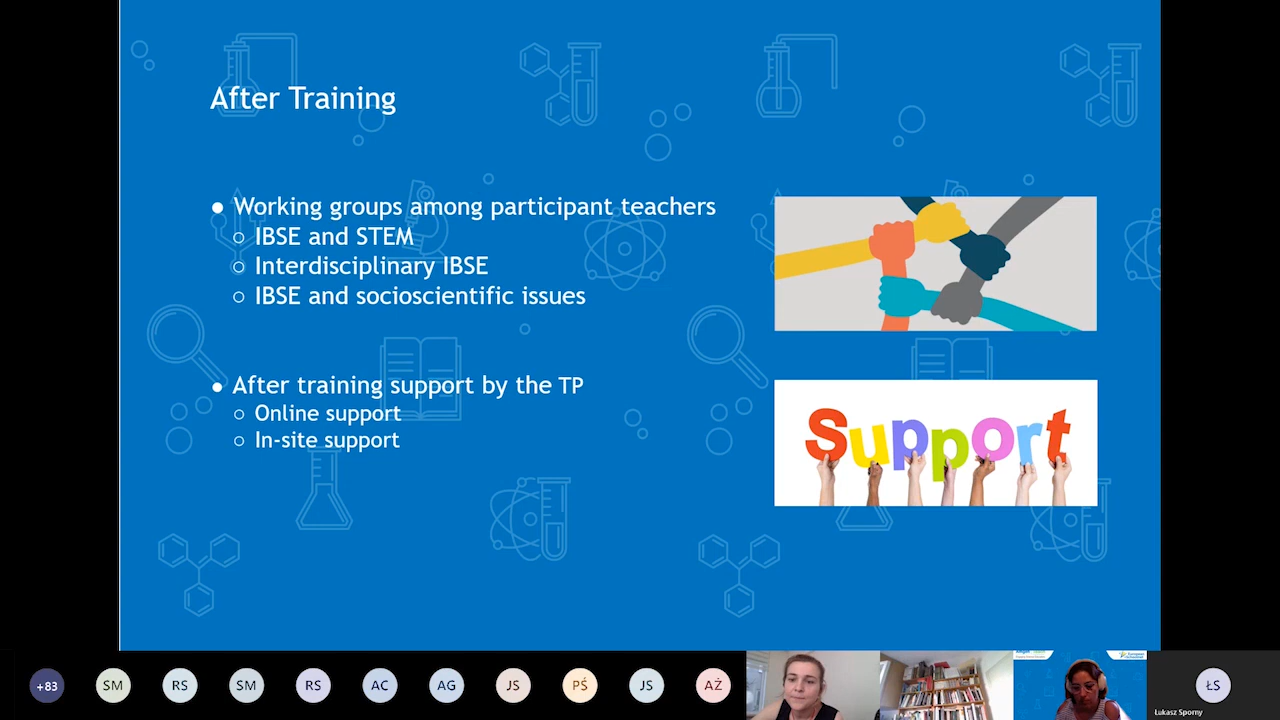 After Training
● Working groups among participant teachers
○ IBSE and STEM
○ Interdisciplinary IBSE
○ IBSE and socioscientific issues
● After training support by the TP
○ Online support
○ In-site support
Support
+83
SM
RS
SM
RS
AC
AG
JS
PŚ
JS
AŻ
ŁS
Łukasz Sporny